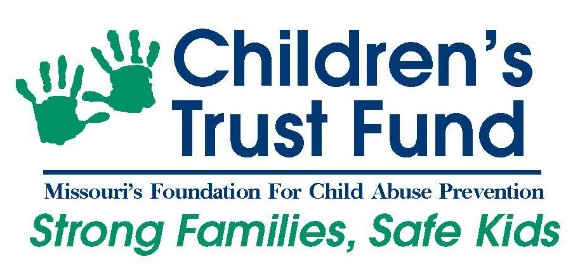 Children's
Trust Fund
Missouri's Foundation For Child Abuse Prevention
Strong Families, Safe Kids